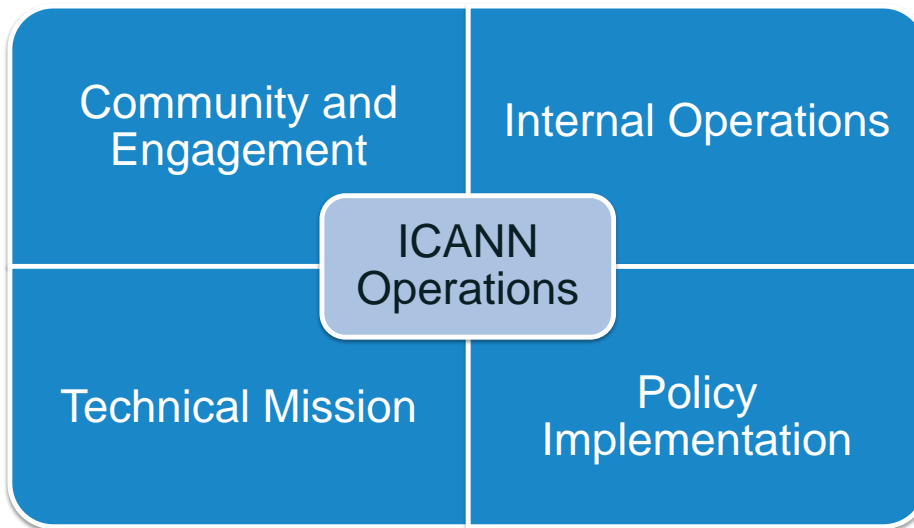 Community and
Engagement
Internal Operations
ICANN
Operations
Technical Mission
Policy
Implementation